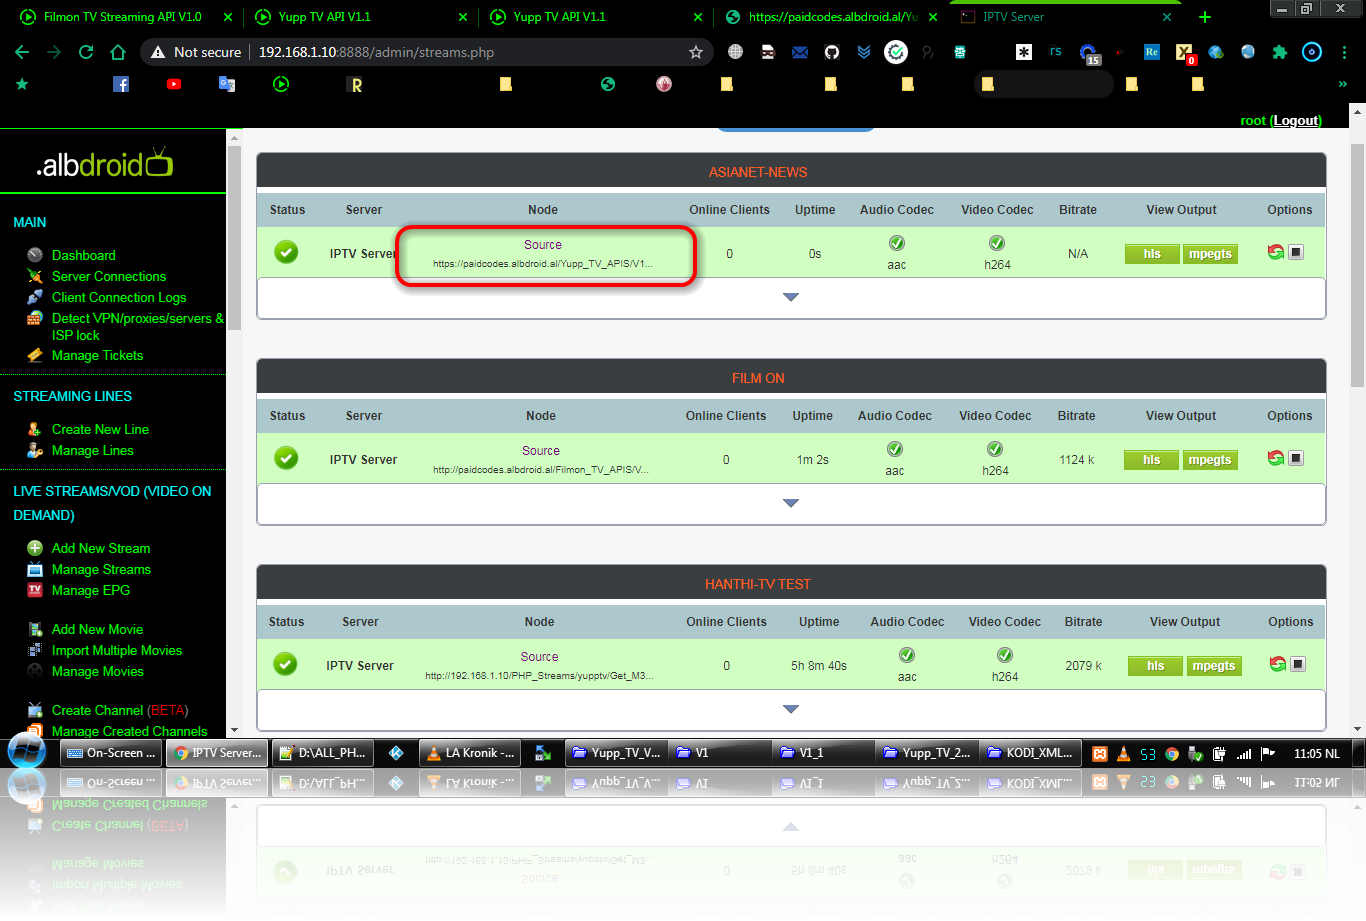 Filmon TV Streaming API V1.0
Yupp TV API V1.1
Yupp TV API V1.1
https://paidcodes.albdroid.al/Yu
IPTV Server
Not secure
192.168.1.10:8888/admin/streams.php
15
Re
0
root (Logout)
.albdroid
MAIN
Dashboard
Server Connections
Client Connection Logs
Detect VPN/proxies/servers &
ISP lock
Manage Tickets
STREAMING LINES
Create New Line
Manage Lines
LIVE STREAMS/VOD (VIDEO ON
DEMAND)
Add New Stream
Manage Streams
Manage EPG
Add New Movie
Import Multiple Movies
Manage Movies
Create Channel (BETA)
Manage Created Channels
ASIANET-NEWS
Status Server Node Online Clients Uptime Audio Codec Video Codec Bitrate View Output Options
IPTV Server Source 0 0s aac h264 N/A hls mpegts
https://paidcodes.albdroid.al/Yupp_TV_APIS/V1...
FILM ON
Status Server Node Online Clients Uptime Audio Codec Video Codec Bitrate View Output Options
IPTV Server Source 0 1m 2s aac h264 1124 k hls mpegts
http://paidcodes.albdroid.al/Filmon_TV_APIS/V...
HANTHI-TV TEST
Status Server Node Online Clients Uptime Audio Codec Video Codec Bitrate View Output Options
IPTV Server Source 0 5h 8m 40s aac h264 2079 k hls mpegts
http://192.168.1.10/PHP_Streams/yupptv/Get_M3...
On-Screen ...
IPTV Server...
D:\ALL_PH...
LA Kronik -...
Yupp_TV_V...
V1
V1_1
Yupp_TV_2...
KODI_XML...
53
11:05 NL